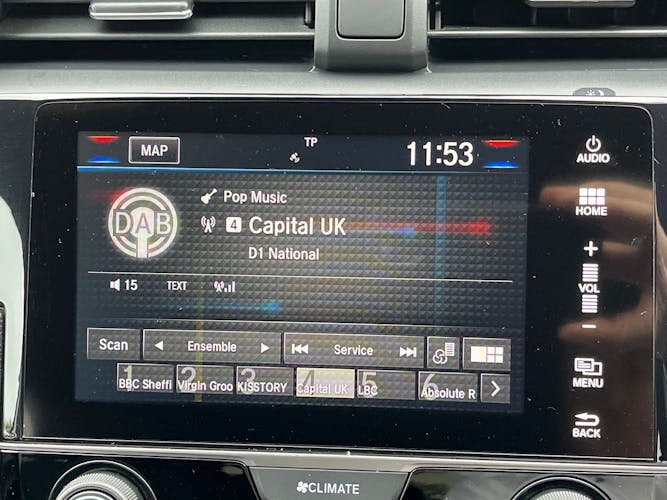 MAP
TP
11:53
AUDIO
DAB
Pop Music
4 Capital UK
D1 National
HOME
15 TEXT
+
VOL
-
Scan
Ensemble
Service
1 BBC Sheffi
2 Virgin Groo
3 KISSTORY
4 Capital UK
5 LBC
6 Absolute R
MENU
BACK
CLIMATE